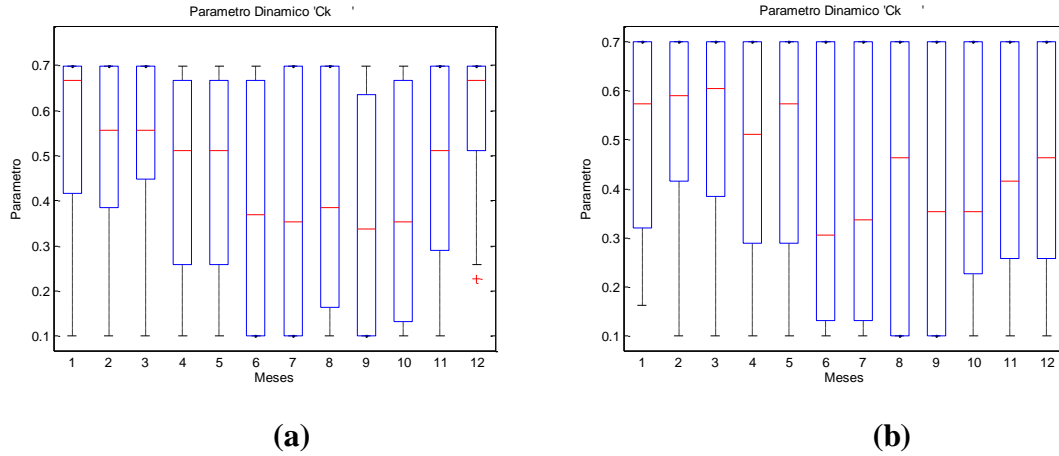 Parametro Dinamico 'Ck '
Parametro
0.7
0.6
0.5
0.4
0.3
0.2
0.1
1 2 3 4 5 6 7 8 9 10 11 12
Meses
(a)
Parametro Dinamico 'Ck '
Parametro
0.7
0.6
0.5
0.4
0.3
0.2
0.1
1 2 3 4 5 6 7 8 9 10 11 12
Meses
(b)